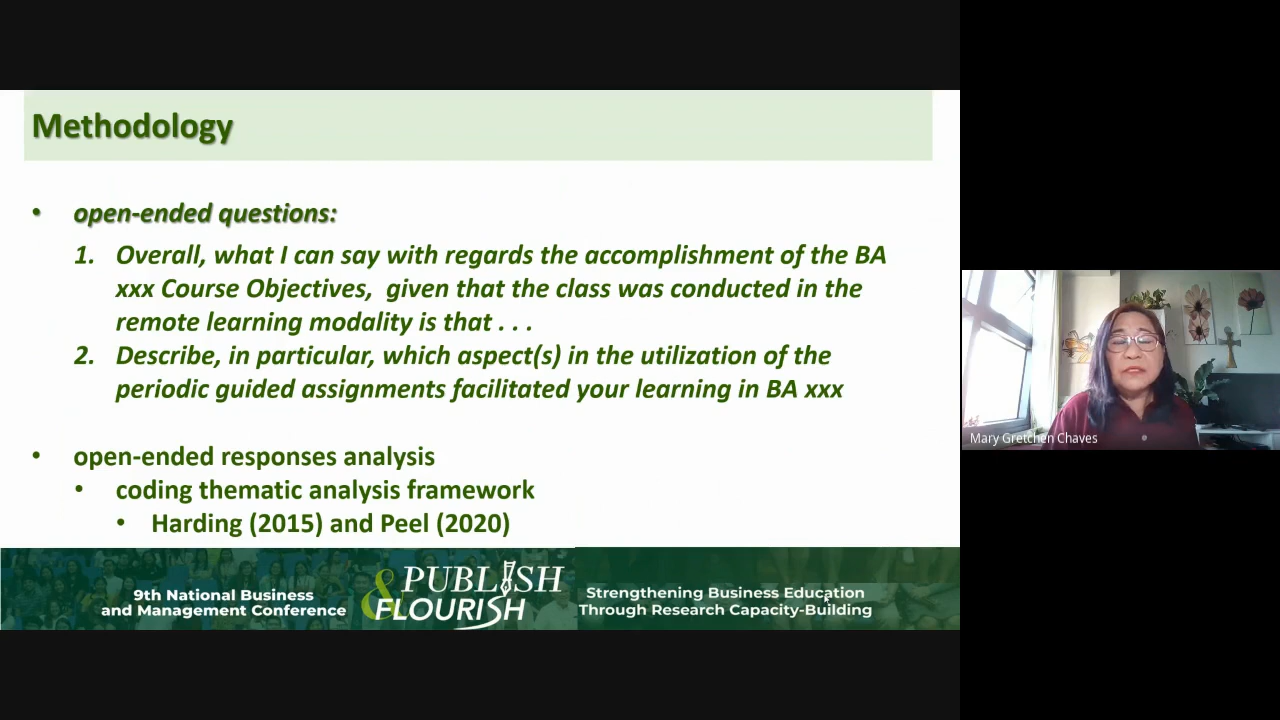 Methodology
• open-ended questions:
1. Overall, what I can say with regards the accomplishment of the BA
xxx Course Objectives, given that the class was conducted in the
remote learning modality is that . . .
2. Describe, in particular, which aspect(s) in the utilization of the
periodic guided assignments facilitated your learning in BA xxx
• open-ended responses analysis
• coding thematic analysis framework
• Harding (2015) and Peel (2020)
9th National Business
and Management Conference
PUBLISH
& FLOURISH
Strengthening Business Education
Through Research Capacity-Building
Mary Gretchen Chaves